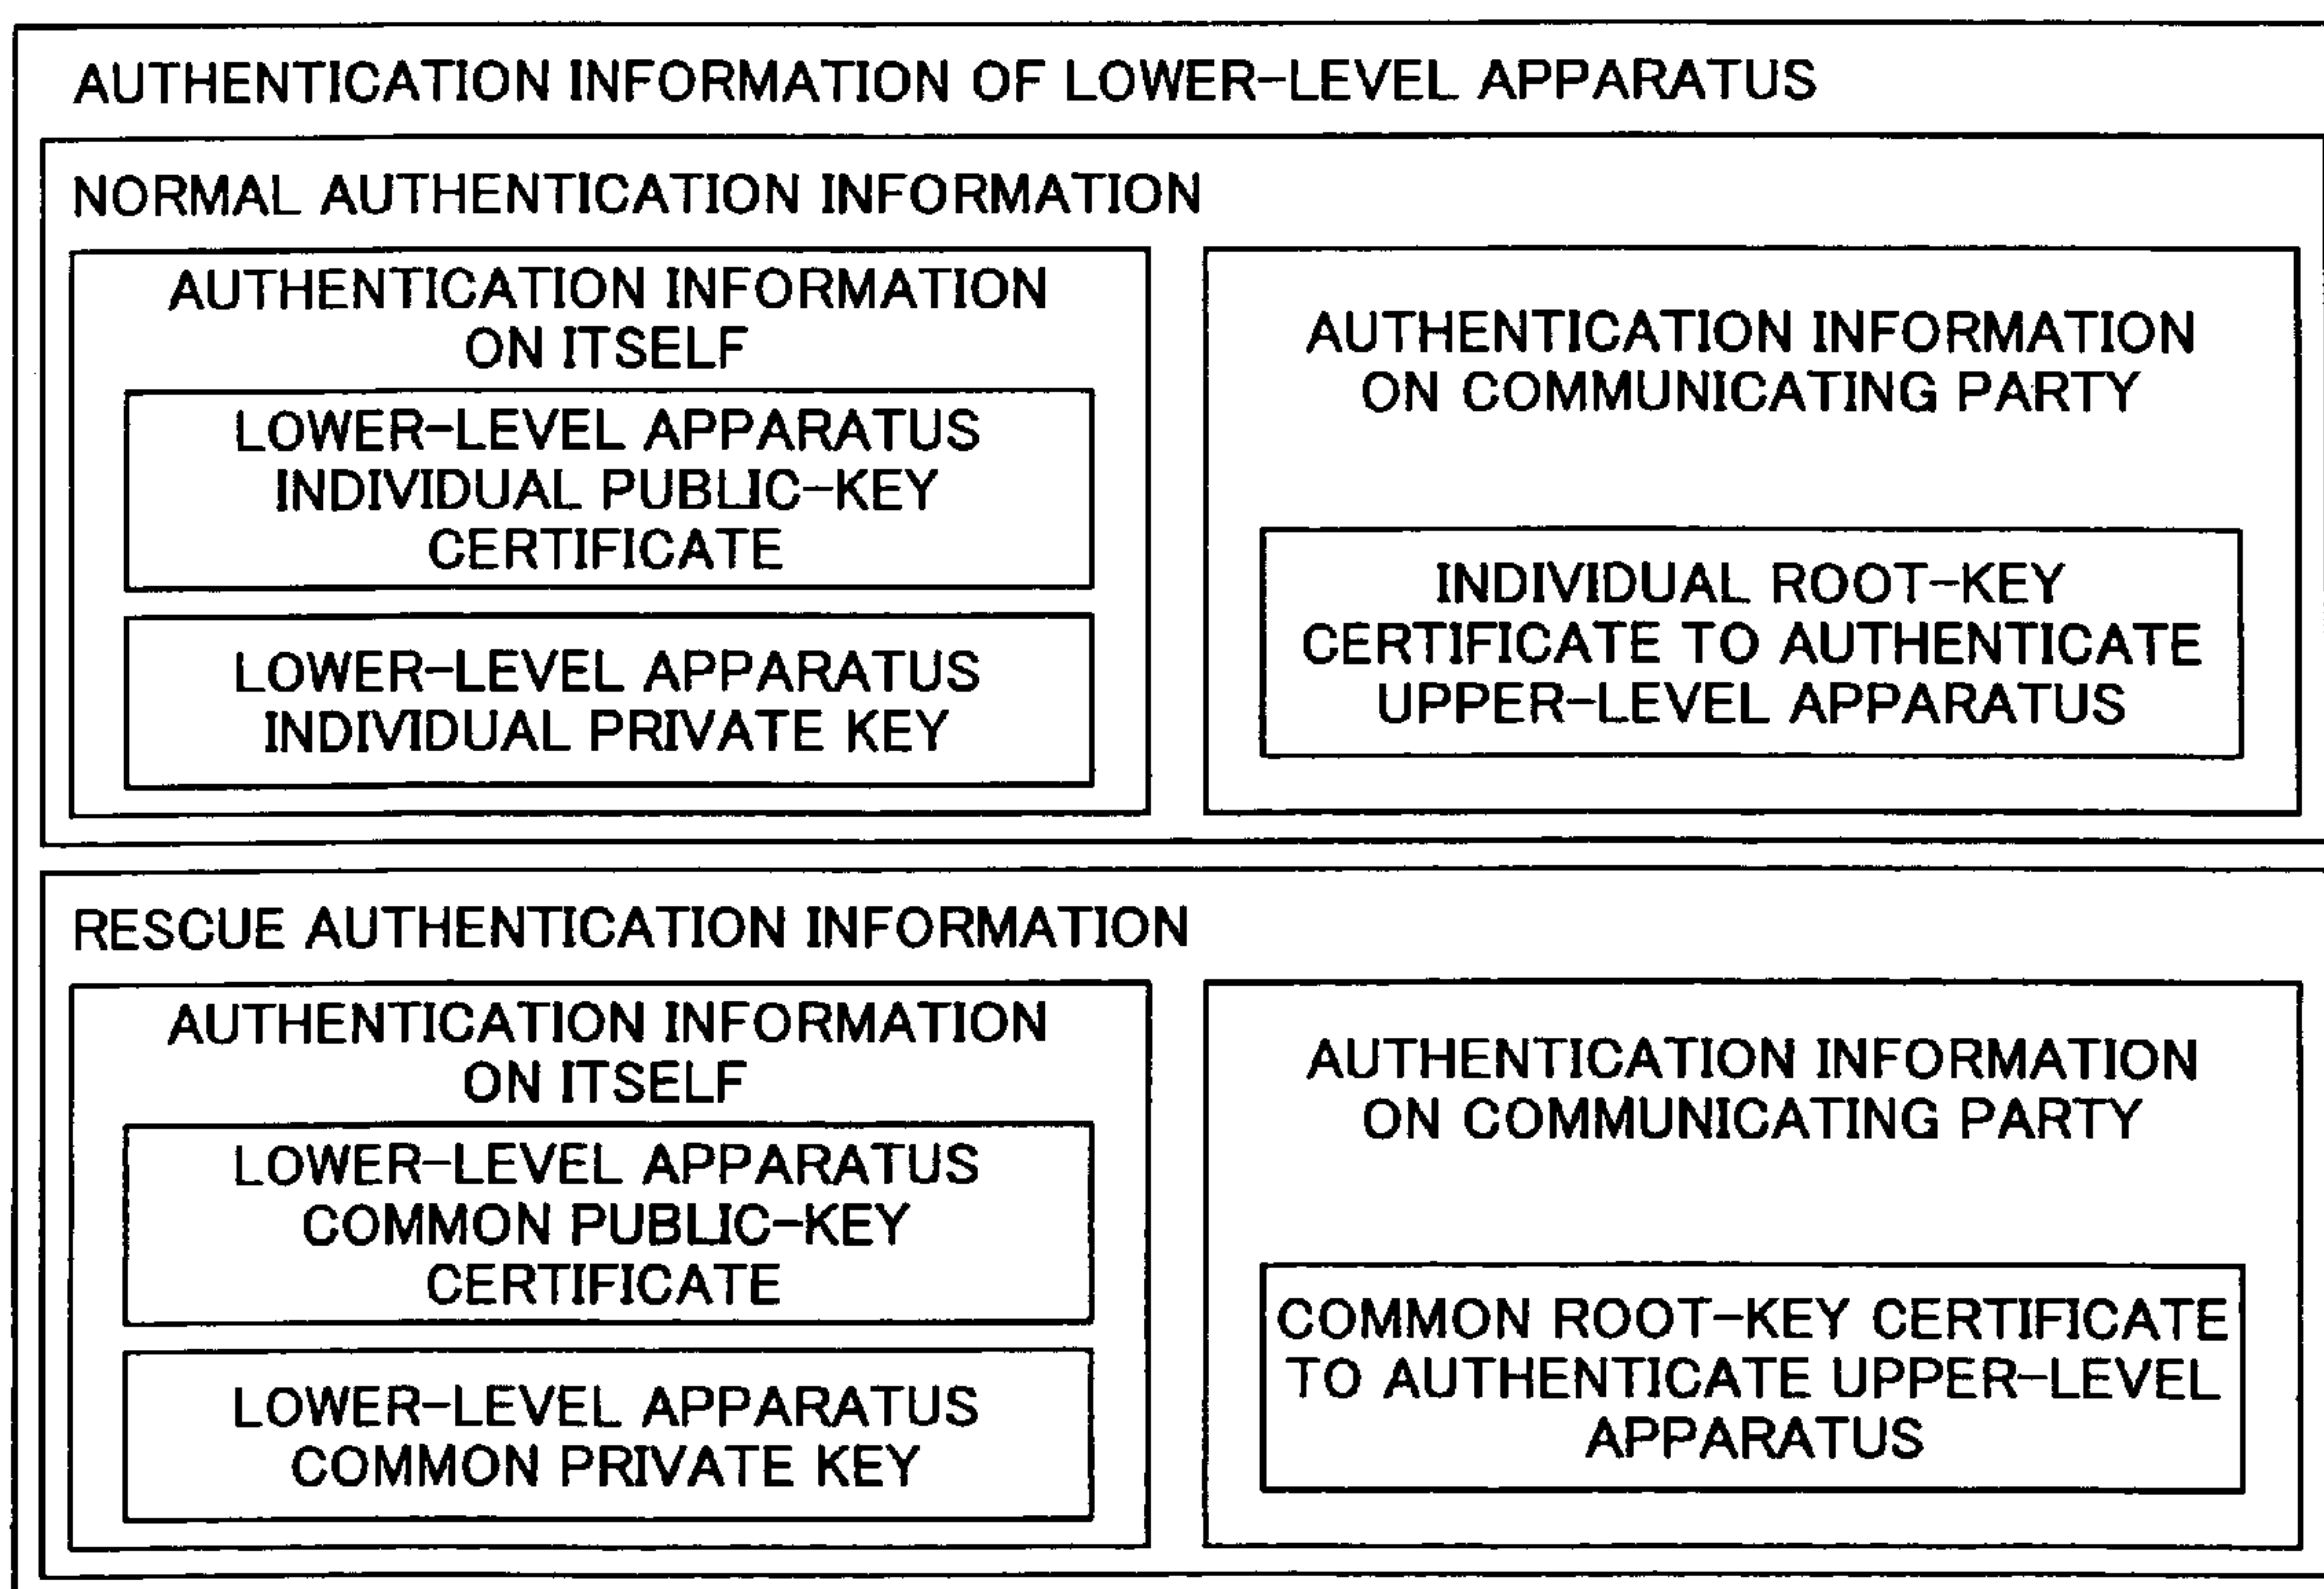 AUTHENTICATION INFORMATION OF LOWER-LEVEL APPARATUS
NORMAL AUTHENTICATION INFORMATION
AUTHENTICATION INFORMATION
ON ITSELF
LOWER-LEVEL APPARATUS
INDIVIDUAL PUBLIC-KEY
CERTIFICATE
LOWER-LEVEL APPARATUS
INDIVIDUAL PRIVATE KEY
AUTHENTICATION INFORMATION
ON COMMUNICATING PARTY
INDIVIDUAL ROOT-KEY
CERTIFICATE TO AUTHENTICATE
UPPER-LEVEL APPARATUS
RESCUE AUTHENTICATION INFORMATION
AUTHENTICATION INFORMATION
ON ITSELF
LOWER-LEVEL APPARATUS
COMMON PUBLIC-KEY
CERTIFICATE
LOWER-LEVEL APPARATUS
COMMON PRIVATE KEY
AUTHENTICATION INFORMATION
ON COMMUNICATING PARTY
COMMON ROOT-KEY CERTIFICATE
TO AUTHENTICATE UPPER-LEVEL
APPARATUS